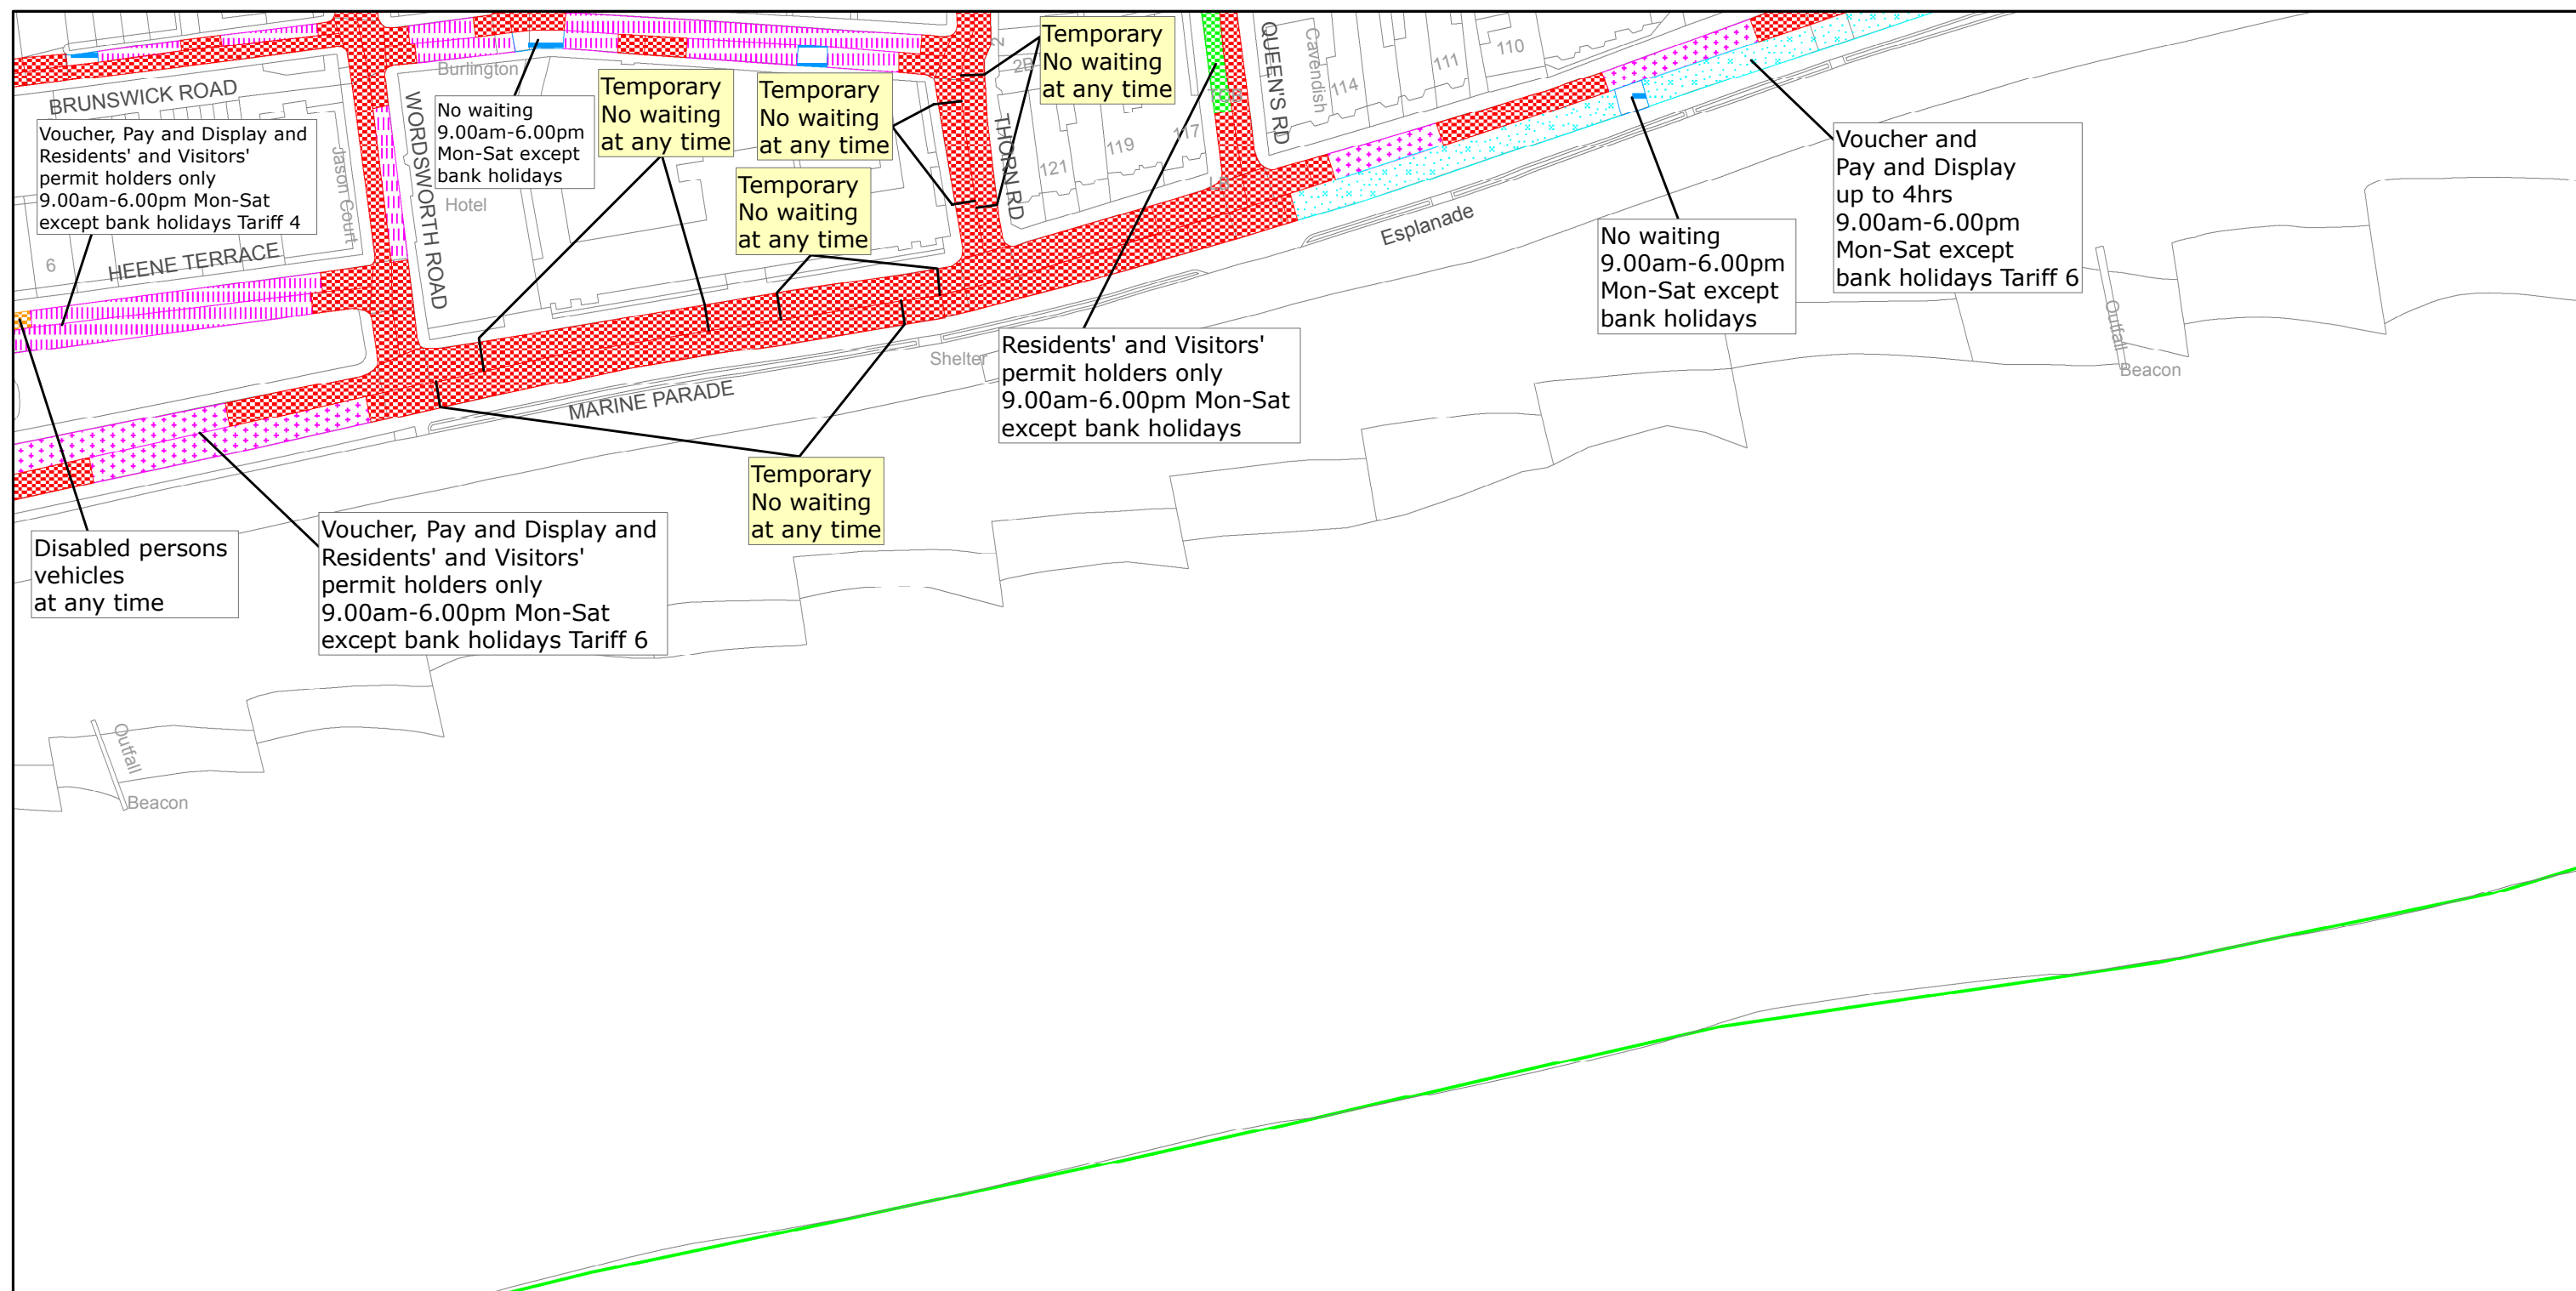 BRUNSWICK ROAD
Voucher, Pay and Display and
Residents' and Visitors'
permit holders only
9.00am-6.00pm Mon-Sat
except bank holidays Tariff 4
Jason Court
6
HEENE TERRACE
WORDSWORTH ROAD
Burlington
Hotel
No waiting
9.00am-6.00pm
Mon-Sat except
bank holidays
Temporary
No waiting
at any time
Temporary
No waiting
at any time
Temporary
No waiting
at any time
Temporary
No waiting
at any time
2
2B
THORN RD
121
119
117
LB
QUEEN'S RD
Cavendish
114
111
110
Esplanade
Voucher and
Pay and Display
up to 4hrs
9.00am-6.00pm
Mon-Sat except
bank holidays Tariff 6
No waiting
9.00am-6.00pm
Mon-Sat except
bank holidays
Outfall
Beacon
Residents' and Visitors'
permit holders only
9.00am-6.00pm Mon-Sat
except bank holidays
Shelter
MARINE PARADE
Temporary
No waiting
at any time
Disabled persons
vehicles
at any time
Voucher, Pay and Display and
Residents' and Visitors'
permit holders only
9.00am-6.00pm Mon-Sat
except bank holidays Tariff 6
Outfall
Beacon